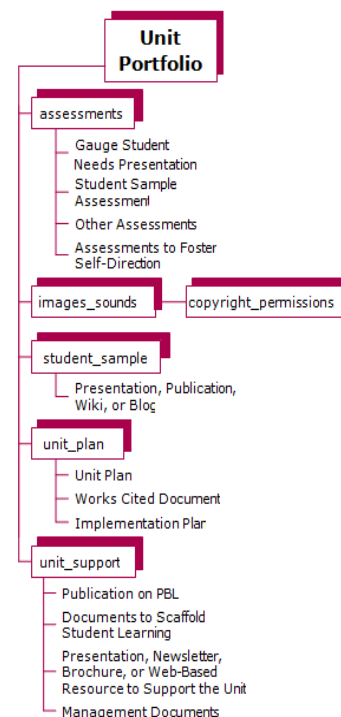 Unit
Portfolio
assessments
Gauge Student
Needs Presentation
Student Sample
Assessment
Other Assessments
Assessments to Foster
Self-Direction
images_sounds
copyright_permissions
student_sample
Presentation, Publication,
Wiki, or Blog
unit_plan
Unit Plan
Works Cited Document
Implementation Plan
unit_support
Publication on PBL
Documents to Scaffold
Student Learning
Presentation, Newsletter,
Brochure, or Web-Based
Resource to Support the Unit
Management Documents